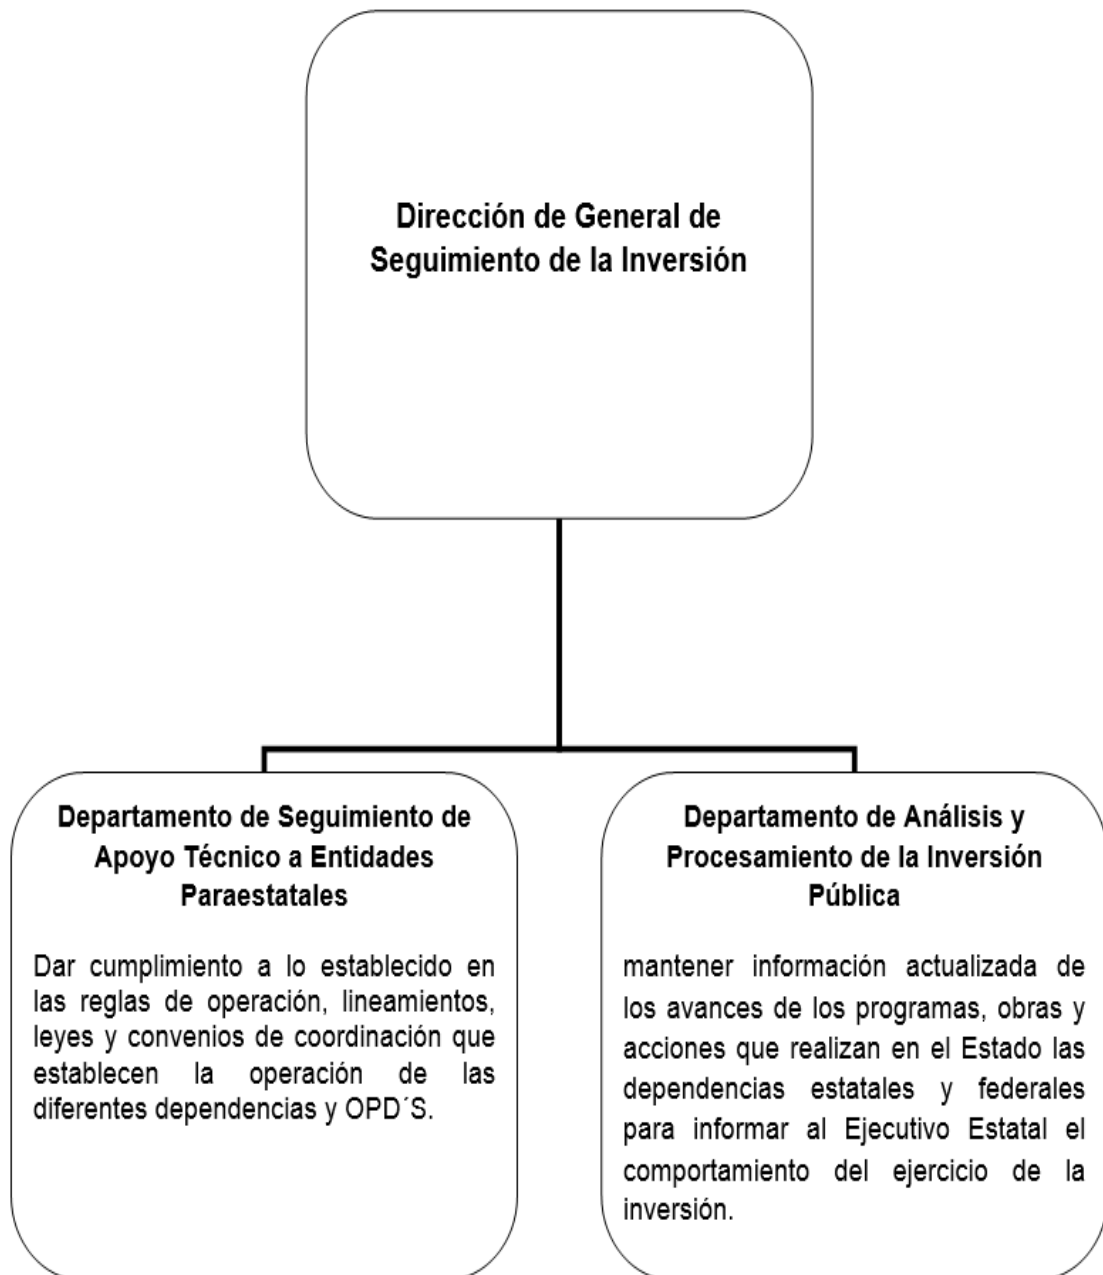 Dirección de General de
Seguimiento de la Inversión
Departamento de Seguimiento de
Apoyo Técnico a Entidades
Paraestatales
Dar cumplimiento a lo establecido en
las reglas de operación, lineamientos,
leyes y convenios de coordinación que
establecen la operación de las
diferentes dependencias y OPD´S.
Departamento de Análisis y
Procesamiento de la Inversión
Pública
mantener información actualizada de
los avances de los programas, obras y
acciones que realizan en el Estado las
dependencias estatales y federales
para informar al Ejecutivo Estatal el
comportamiento del ejercicio de la
inversión.